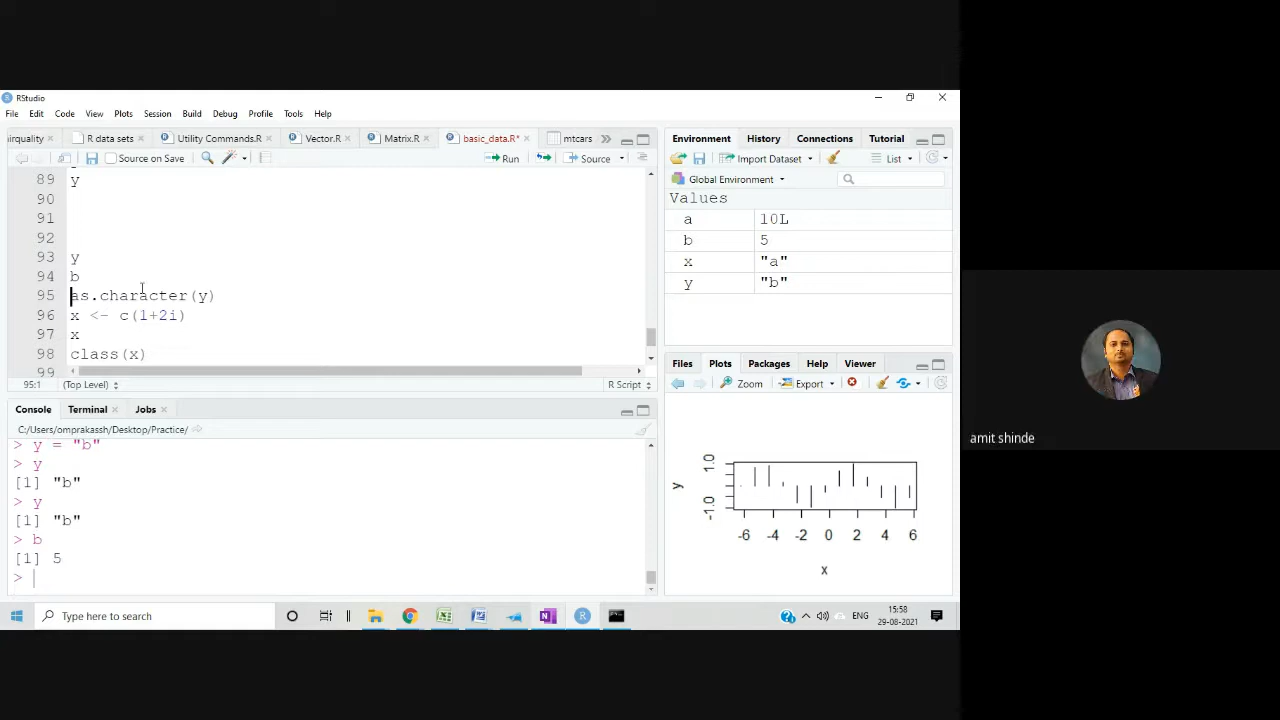 RStudio
File Edit Code View Plots Session Build Debug Profile Tools Help
irquality R data sets Utility Commands.R Vector.R Matrix.R basic_data.R* mtcars
Source on Save Run Source
89 y
90
91
92
93 y
94 b
95 as.character(y)
96 x <- c(1+2i)
97 x
98 class(x)
99
95:1 (Top Level) R Script
Console Terminal Jobs
C:/Users/omprakassh/Desktop/Practice/
> y = "b"
> y
[1] "b"
> y
[1] "b"
> b
[1] 5
>
Environment History Connections Tutorial
Import Dataset List
Global Environment
Values
a 10L
b 5
x "a"
y "b"
Files Plots Packages Help Viewer
Zoom Export
y
1.0
-1.0
-6 -4 -2 0 2 4 6
x
amit shinde
Type here to search
ENG
15:58
29-08-2021